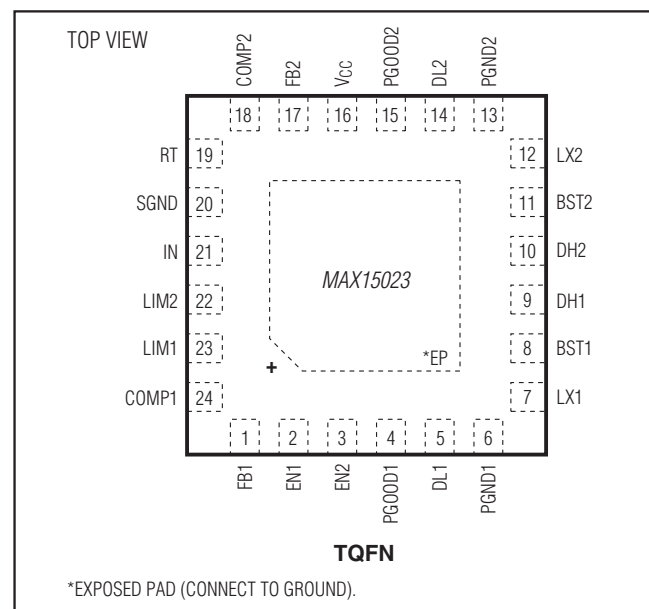 TOP VIEW
COMP2
FB2
VCC
PGOOD2
DL2
PGND2
18
17
16
15
14
13
RT 19
12 LX2
SGND 20
11 BST2
IN 21
10 DH2
MAX15023
LIM2 22
9 DH1
LIM1 23
8 BST1
*EP
+
COMP1 24
7 LX1
1
2
3
4
5
6
FB1
EN1
EN2
PGOOD1
DL1
PGND1
TQFN
*EXPOSED PAD (CONNECT TO GROUND).